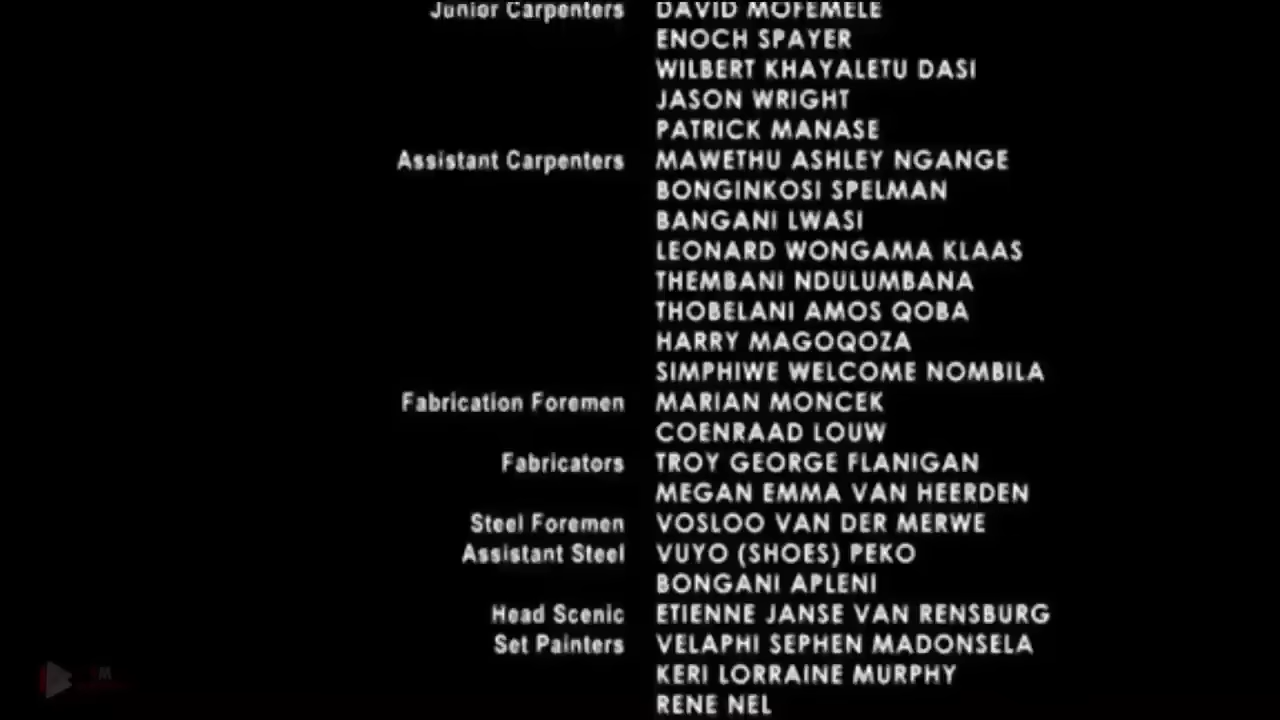 Junior Carpenters DAVID MOFEMELE
ENOCH SPAYER
WILBERT KHAYALETU DASI
JASON WRIGHT
PATRICK MANASE
Assistant Carpenters MAWETHU ASHLEY NGANGE
BONGINKOSI SPELMAN
BANGANI LWASI
LEONARD WONGAMA KLAAS
THEMBANI NDULUMBANA
THOBELANI AMOS QOBA
HARRY MAGOQOZA
SIMPHIWE WELCOME NOMBILA
Fabrication Foremen MARIAN MONCEK
COENRAAD LOUW
Fabricators TROY GEORGE FLANIGAN
MEGAN EMMA VAN HEERDEN
Steel Foremen VOSLOO VAN DER MERWE
Assistant Steel VUYO (SHOES) PEKO
BONGANI APLENI
Head Scenic ETIENNE JANSE VAN RENSBURG
Set Painters VELAPHI SEPHEN MADONSELA
KERI LORRAINE MURPHY
RENE NEL